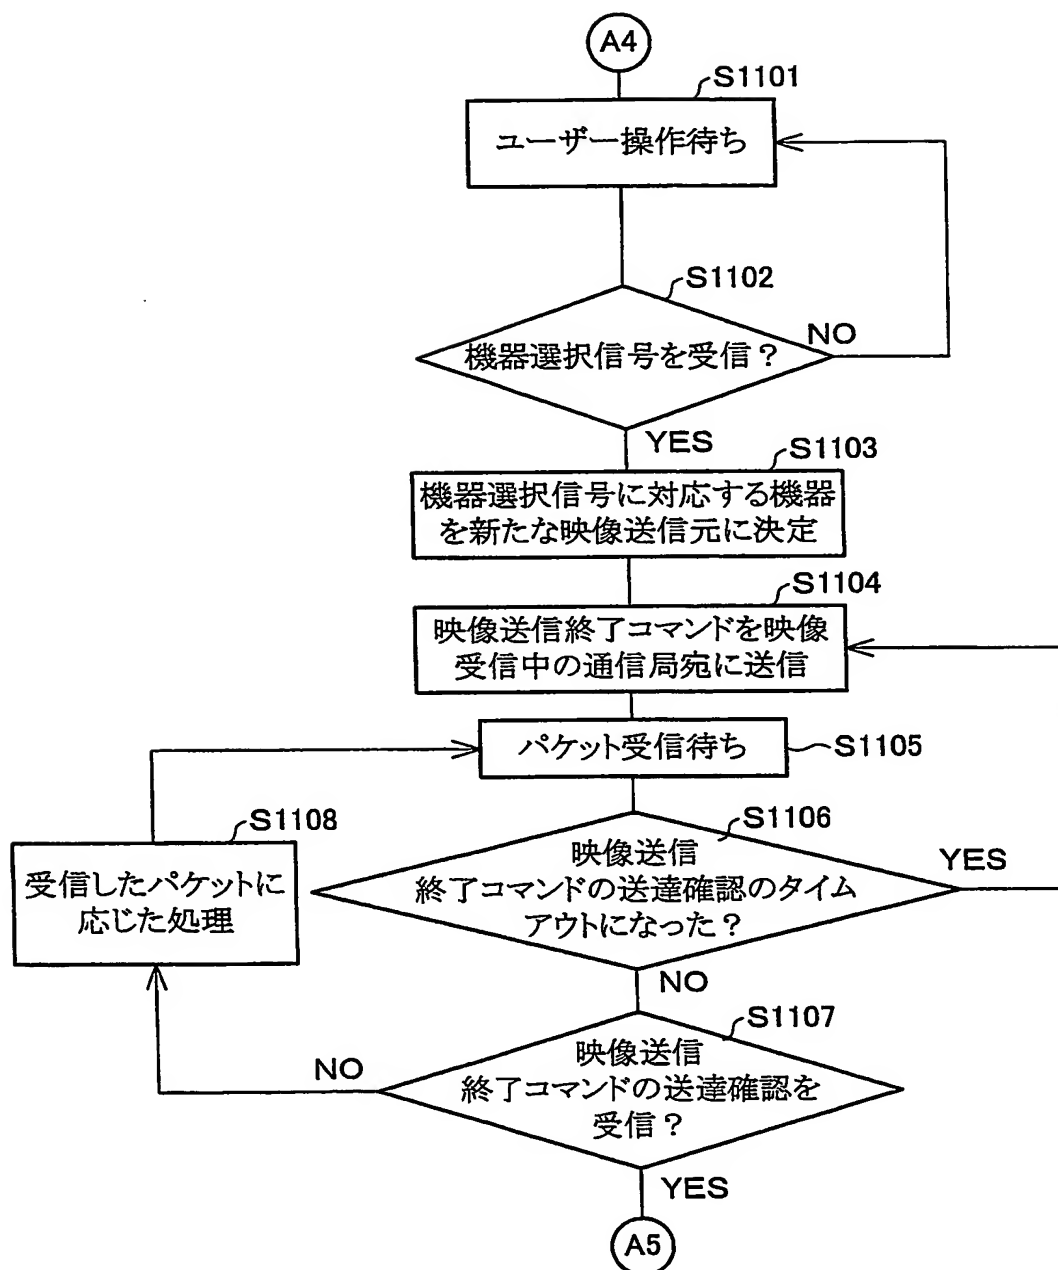 A4
S1101
ユーザー操作待ち
S1102
機器選択信号を受信？
NO
YES
S1103
機器選択信号に対応する機器
を新たな映像送信元に決定
S1104
映像送信終了コマンドを映像
受信中の通信局宛に送信
パケット受信待ち
S1105
S1108
受信したパケットに
応じた処理
S1106
映像送信
終了コマンドの送達確認のタイム
アウトになった？
YES
NO
S1107
映像送信
終了コマンドの送達確認を
受信？
NO
YES
A5